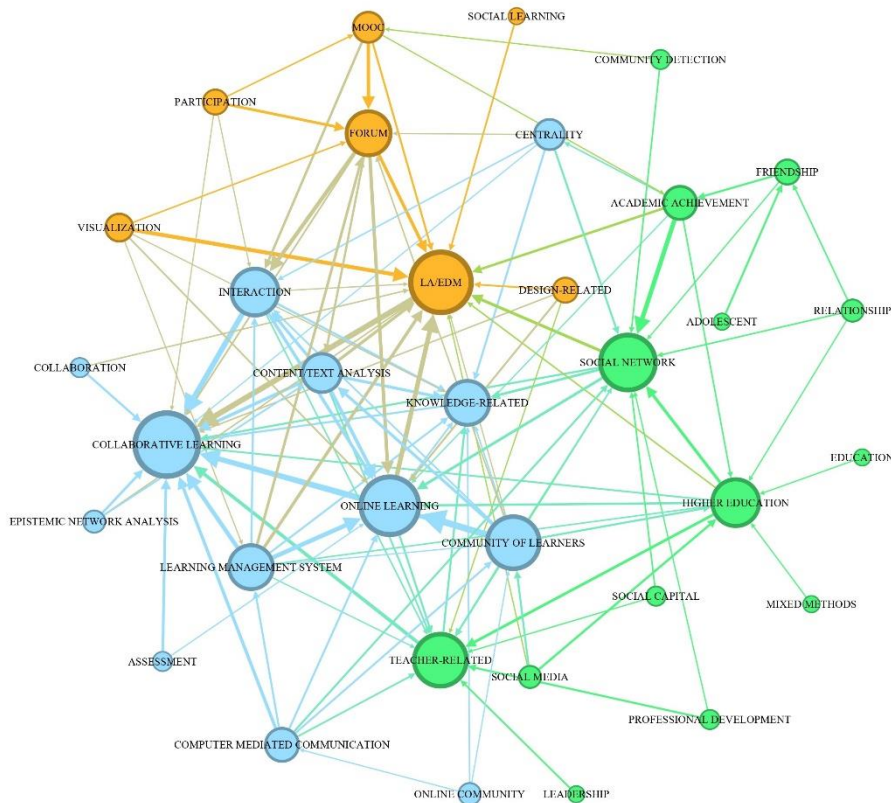 SOCIAL LEARNING
MOOC
COMMUNITY DETECTION
PARTICIPATION
FORUM
CENTRALITY
FRIENDSHIP
ACADEMIC ACHIEVEMENT
VISUALIZATION
LA/EDM
DESIGN-RELATED
INTERACTION
RELATIONSHIP
ADOLESCENT
SOCIAL NETWORK
COLLABORATION
CONTENT/TEXT ANALYSIS
KNOWLEDGE-RELATED
COLLABORATIVE LEARNING
EDUCATION
ONLINE LEARNING
HIGHER EDUCATION
EPISTEMIC NETWORK ANALYSIS
COMMUNITY OF LEARNERS
LEARNING MANAGEMENT SYSTEM
SOCIAL CAPITAL
MIXED METHODS
ASSESSMENT
TEACHER-RELATED
SOCIAL MEDIA
PROFESSIONAL DEVELOPMENT
COMPUTER MEDIATED COMMUNICATION
ONLINE COMMUNITY
LEADERSHIP